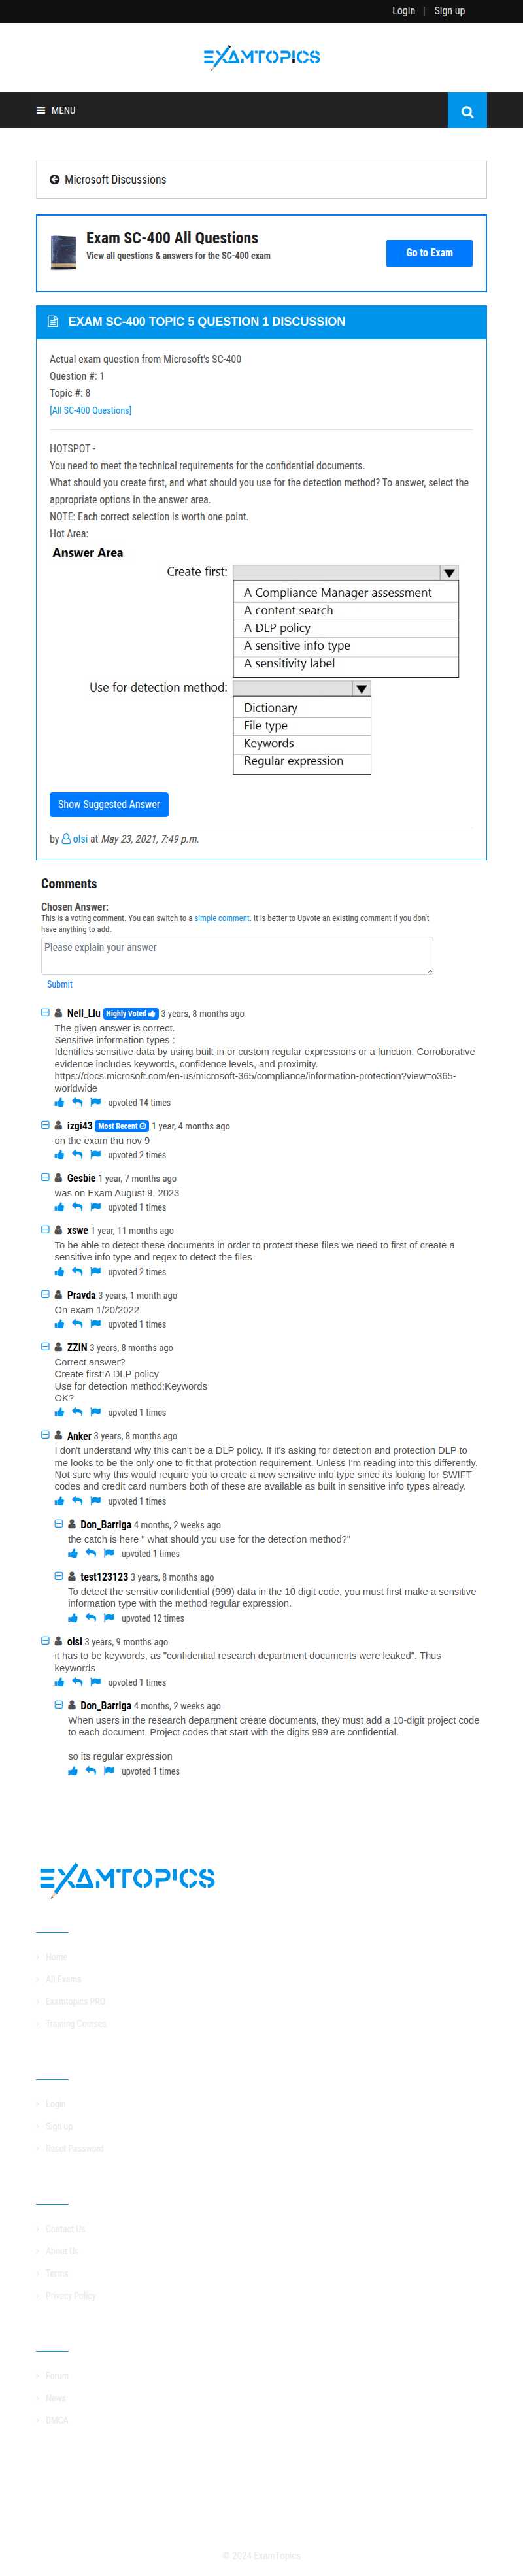 Login | Sign up
EXAMTOPICS
MENU
Microsoft Discussions
Exam SC-400 All Questions
View all questions & answers for the SC-400 exam
Go to Exam
EXAM SC-400 TOPIC 5 QUESTION 1 DISCUSSION
Actual exam question from Microsoft's SC-400
Question #: 1
Topic #: 8
[All SC-400 Questions]
HOTSPOT -
You need to meet the technical requirements for the confidential documents.
What should you create first, and what should you use for the detection method? To answer, select the
appropriate options in the answer area.
NOTE: Each correct selection is worth one point.
Hot Area:
Answer Area
Create first:
A Compliance Manager assessment
A content search
A DLP policy
A sensitive info type
A sensitivity label
Use for detection method:
Dictionary
File type
Keywords
Regular expression
Show Suggested Answer
by olsi at May 23, 2021, 7:49 p.m.
Comments
Chosen Answer:
This is a voting comment. You can switch to a simple comment. It is better to Upvote an existing comment if you don't
have anything to add.
Please explain your answer
Submit
Neil_Liu Highly Voted 3 years, 8 months ago
The given answer is correct.
Sensitive information types :
Identifies sensitive data by using built-in or custom regular expressions or a function. Corroborative
evidence includes keywords, confidence levels, and proximity.
https://docs.microsoft.com/en-us/microsoft-365/compliance/information-protection?view=o365-
worldwide
upvoted 14 times
izgi43 Most Recent 1 year, 4 months ago
on the exam thu nov 9
upvoted 2 times
Gesbie 1 year, 7 months ago
was on Exam August 9, 2023
upvoted 1 times
xswe 1 year, 11 months ago
To be able to detect these documents in order to protect these files we need to first of create a
sensitive info type and regex to detect the files
upvoted 2 times
Pravda 3 years, 1 month ago
On exam 1/20/2022
upvoted 1 times
ZZIN 3 years, 8 months ago
Correct answer?
Create first:A DLP policy
Use for detection method:Keywords
OK?
upvoted 1 times
Anker 3 years, 8 months ago
I don't understand why this can't be a DLP policy. If it's asking for detection and protection DLP to
me looks to be the only one to fit that protection requirement. Unless I'm reading into this differently.
Not sure why this would require you to create a new sensitive info type since its looking for SWIFT
codes and credit card numbers both of these are available as built in sensitive info types already.
upvoted 1 times
Don_Barriga 4 months, 2 weeks ago
the catch is here " what should you use for the detection method?"
upvoted 1 times
test123123 3 years, 8 months ago
To detect the sensitiv confidential (999) data in the 10 digit code, you must first make a sensitive
information type with the method regular expression.
upvoted 12 times
olsi 3 years, 9 months ago
it has to be keywords, as "confidential research department documents were leaked". Thus
keywords
upvoted 1 times
Don_Barriga 4 months, 2 weeks ago
When users in the research department create documents, they must add a 10-digit project code
to each document. Project codes that start with the digits 999 are confidential.
so its regular expression
upvoted 1 times
EXAMTOPICS
Home
All Exams
Examtopics PRO
Training Courses
Login
Sign up
Reset Password
Contact Us
About Us
Terms
Privacy Policy
Forum
News
DMCA
© 2024 ExamTopics